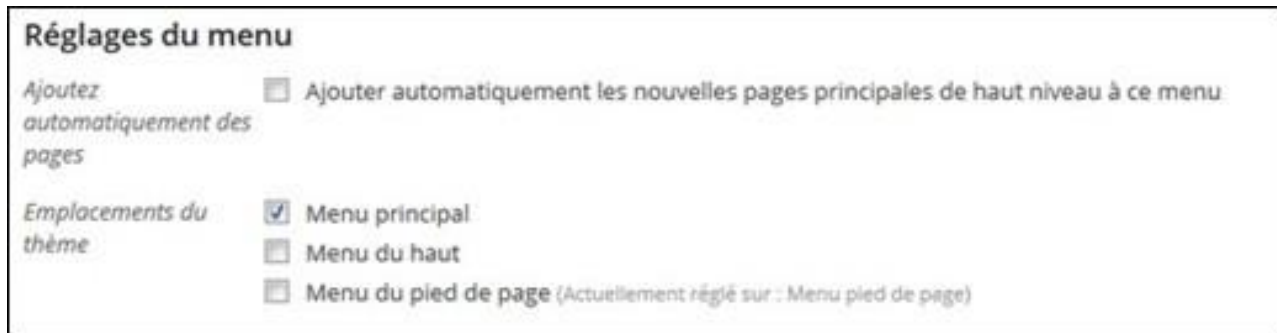 Réglages du menu
Ajoutez Ajouter automatiquement les nouvelles pages principales de haut niveau à ce menu
automatiquement des
pages
Emplacements du Menu principal
thème
Menu du haut
Menu du pied de page (Actuellement réglé sur : Menu pied de page)